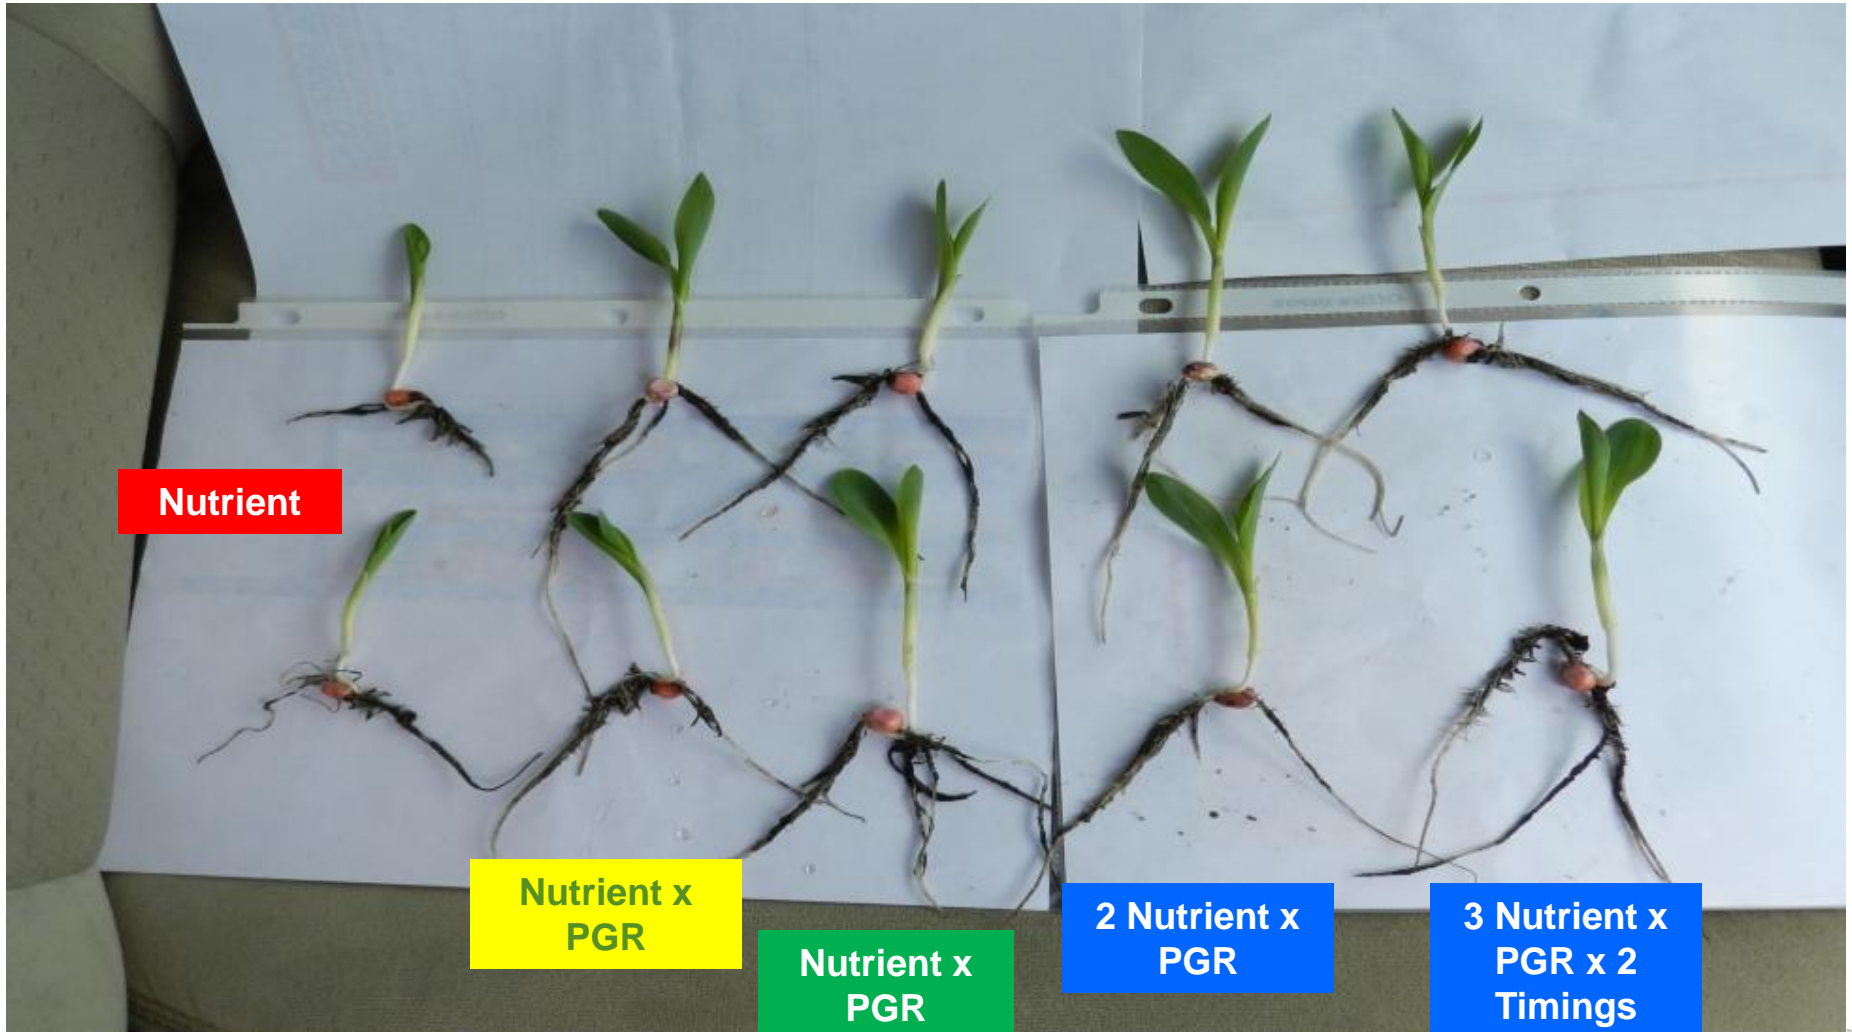 Nutrient
Nutrient x
PGR
Nutrient x
PGR
2 Nutrient x
PGR
3 Nutrient x
PGR x 2
Timings